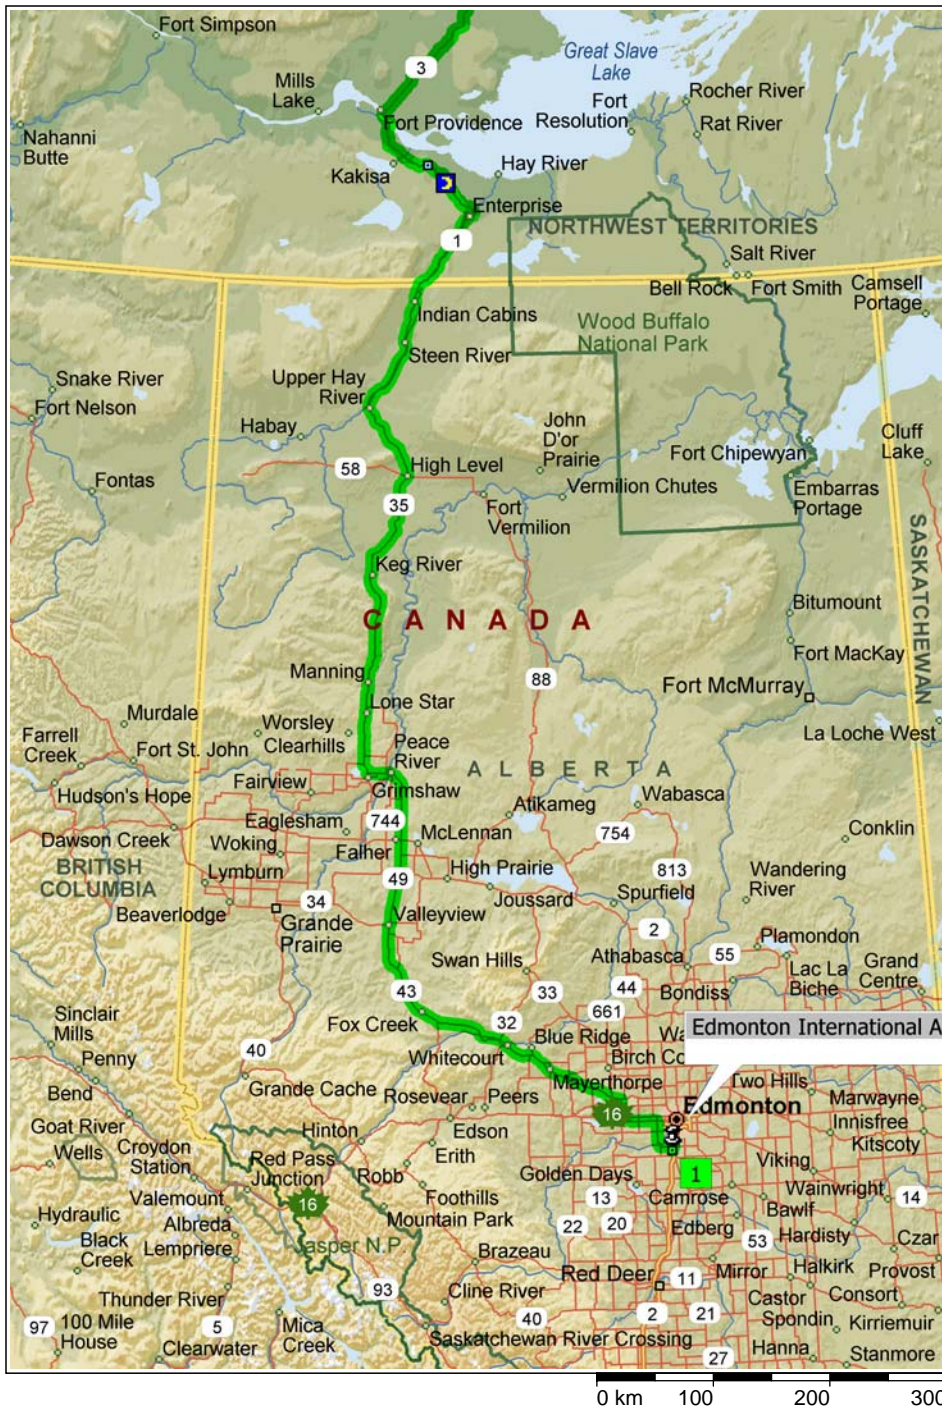 Fort Simpson
Great Slave
Lake
3
Mills
Lake
Fort
Resolution
Rocher River
Rat River
Fort Providence
Nahanni
Butte
Kakisa
Hay River
Enterprise
NORTHWEST TERRITORIES
1
Salt River
Bell Rock
Fort Smith
Camsell
Portage
Indian Cabins
Wood Buffalo
National Park
Steen River
Snake River
Fort Nelson
Upper Hay
River
Habay
John
D'or
Prairie
Cluff
Lake
Fort Chipewyan
58
High Level
Fontas
Vermilion Chutes
Embarras
Portage
35
Fort
Vermilion
SASKATCHEWAN
Keg River
CANADA
Bitumount
Fort MacKay
Manning
88
Fort McMurray
Lone Star
Murdale
Worsley
Clearhills
La Loche West
Farrell
Creek
Fort St. John
Peace
River
ALBERTA
Fairview
Grimshaw
Hudson's Hope
Atikameg
Wabasca
Eaglesham
744
McLennan
754
Conklin
Dawson Creek
Woking
Falher
BRITISH
COLUMBIA
Lymburn
High Prairie
813
Wandering
River
49
Joussard
Spurfield
Beaverlodge
34
Grande
Prairie
Valleyview
2
Plamondon
Swan Hills
Athabasca
55
Lac La
Biche
Grand
Centre
43
33
44
Bondiss
Sinclair
Mills
Fox Creek
32
661
Wa
Edmonton International A
Blue Ridge
Penny
40
Whitecourt
Birch Co
Bend
Grande Cache
Mayerthorpe
Two Hills
Rosevear
Peers
Edmonton
Marwayne
Goat River
16
Innisfree
Croydon
Station
Hinton
Edson
Kitscoty
Wells
Red Pass
Junction
Robb
Erith
Golden Days
1
Viking
Valemount
Foothills
13
Camrose
Wainwright
14
Hydraulic
16
Mountain Park
22
20
Edberg
Bawlf
Albreda
Black
Creek
Lempriere
Jasper N.P
Brazeau
53
Hardisty
Czar
Red Deer
11
Mirror
Halkirk
Provost
Thunder River
93
Cline River
Castor
Consort
97
100 Mile
House
5
Mica
Creek
40
2
21
Spondin
Kirriemuir
Clearwater
Saskatchewan River Crossing
27
Hanna
Stanmore
0 km
100
200
300